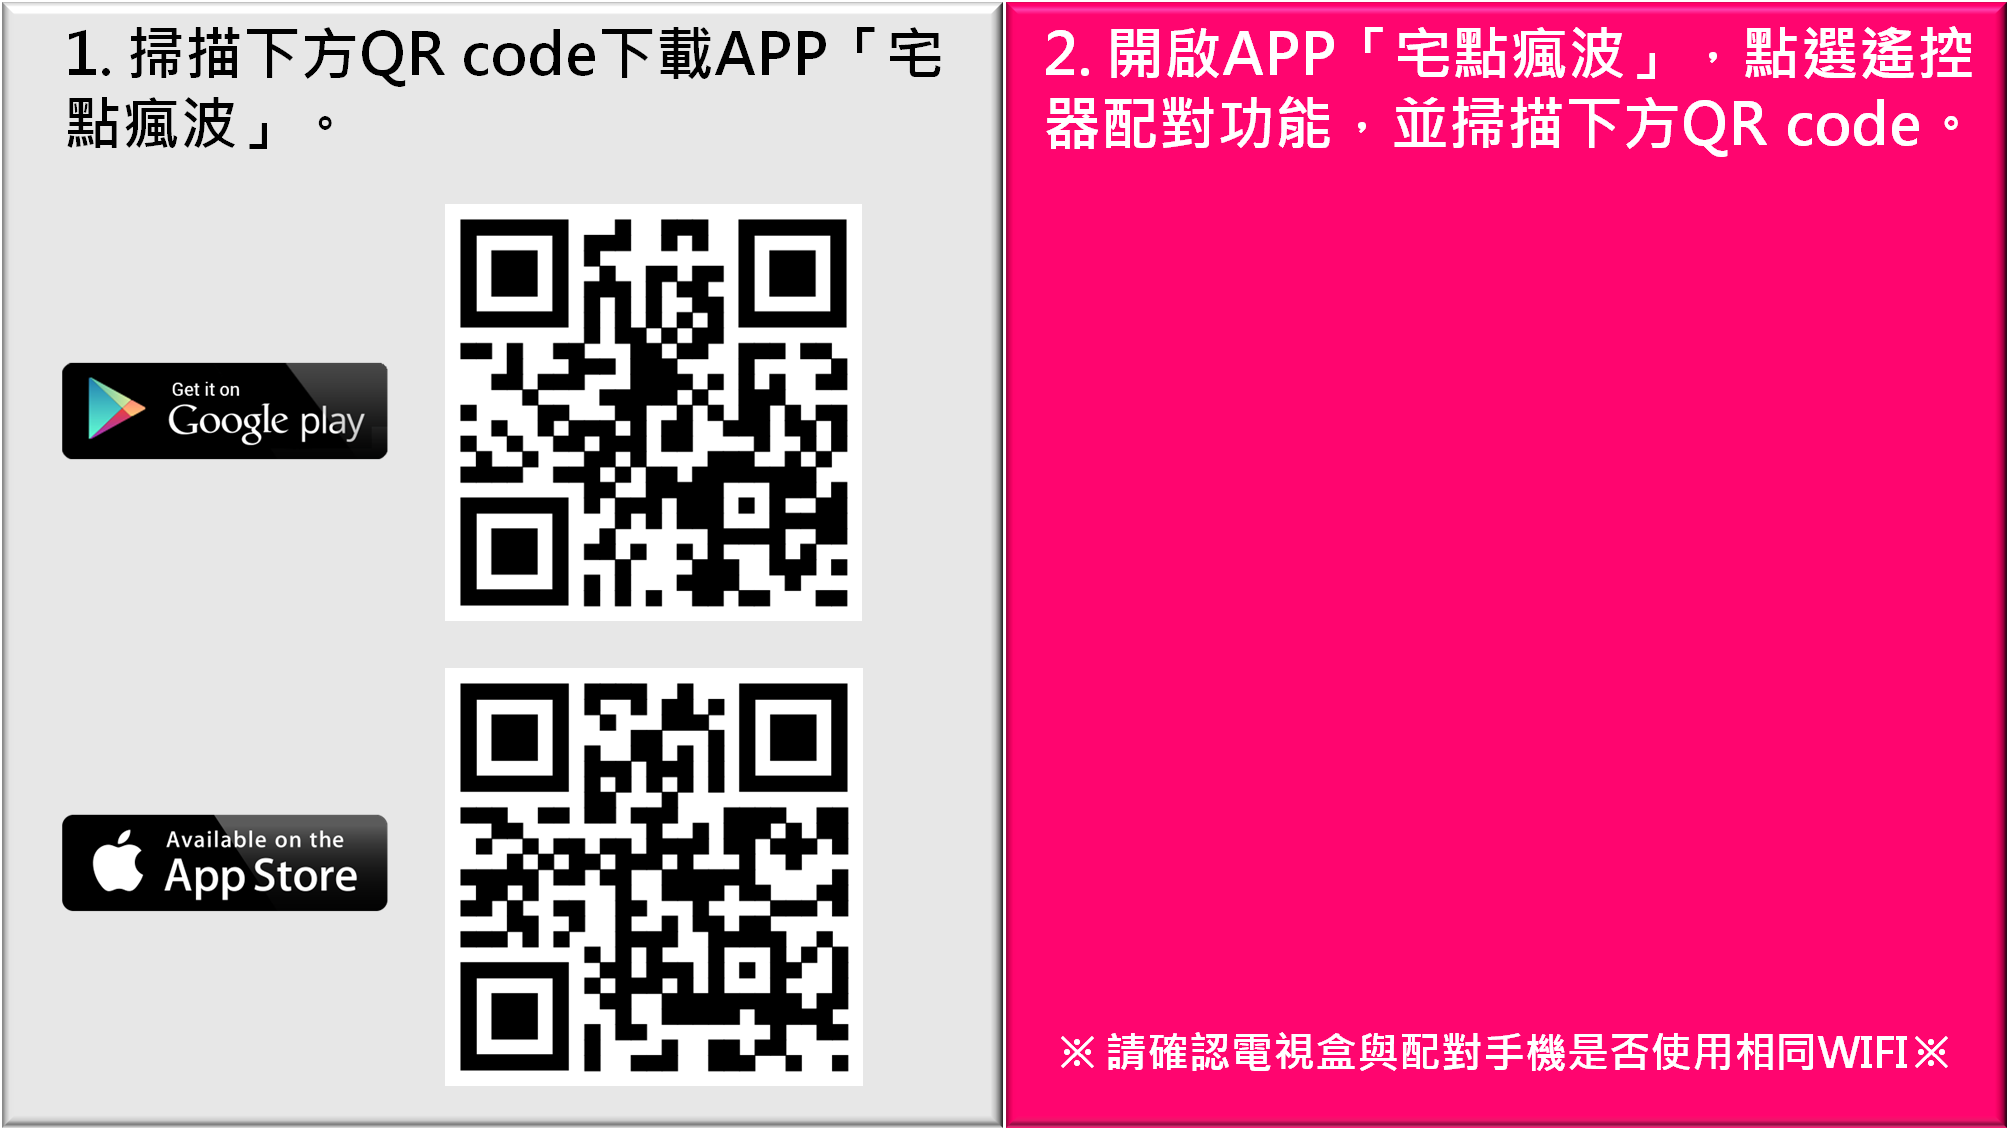 1. 掃描下方QR code下載APP「宅
點瘋波」。
Get it on
Google play
Available on the
App Store
2. 開啟APP「宅點瘋波」，點選遙控
器配對功能，並掃描下方QR code。
※ 請確認電視盒與配對手機是否使用相同WIFI※